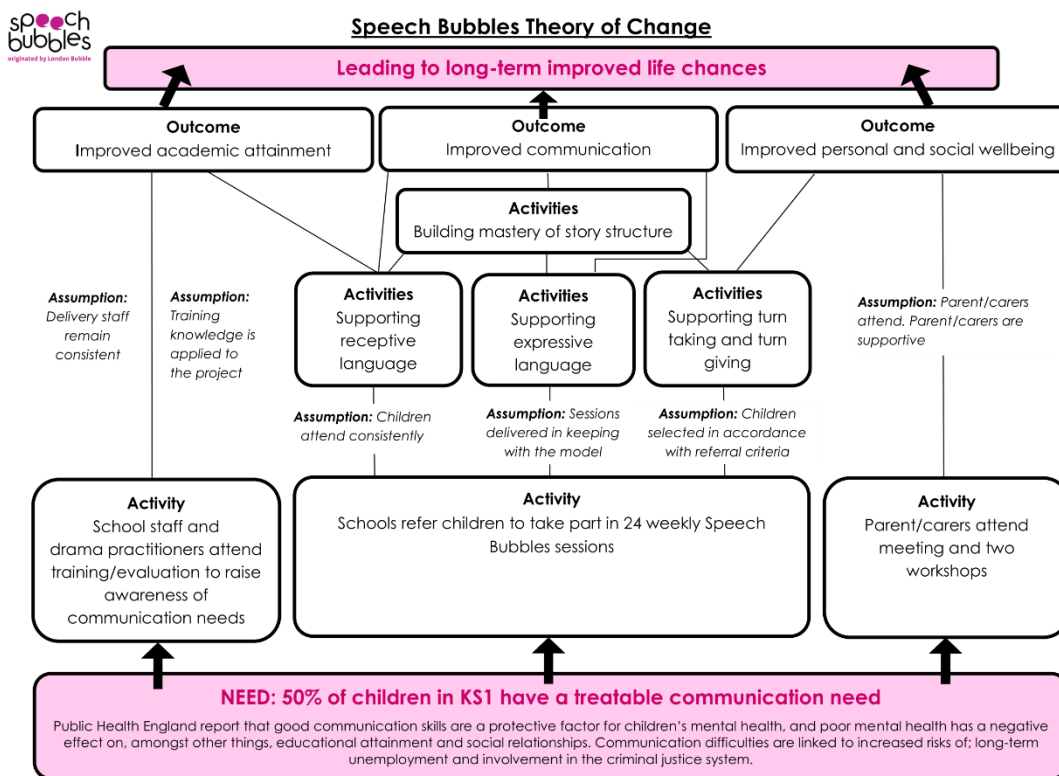 speech
bubbles
originated by London Bubble
Speech Bubbles Theory of Change
Leading to long-term improved life chances
Outcome
Improved academic attainment
Outcome
Improved communication
Outcome
Improved personal and social wellbeing
Activities
Building mastery of story structure
Assumption:
Delivery staff
remain
consistent
Assumption:
Training
knowledge is
applied to
the project
Activities
Supporting
receptive
language
Activities
Supporting
expressive
language
Activities
Supporting turn
taking and turn
giving
Assumption: Parent/carers
attend. Parent/carers are
supportive
Assumption: Children
attend consistently
Assumption: Sessions
delivered in keeping
with the model
Assumption: Children
selected in accordance
with referral criteria
Activity
School staff and
drama practitioners attend
training/evaluation to raise
awareness of
communication needs
Activity
Schools refer children to take part in 24 weekly Speech
Bubbles sessions
Activity
Parent/carers attend
meeting and two
workshops
NEED: 50% of children in KS1 have a treatable communication need
Public Health England report that good communication skills are a protective factor for children's mental health, and poor mental health has a negative
effect on, amongst other things, educational attainment and social relationships. Communication difficulties are linked to increased risks of; long-term
unemployment and involvement in the criminal justice system.